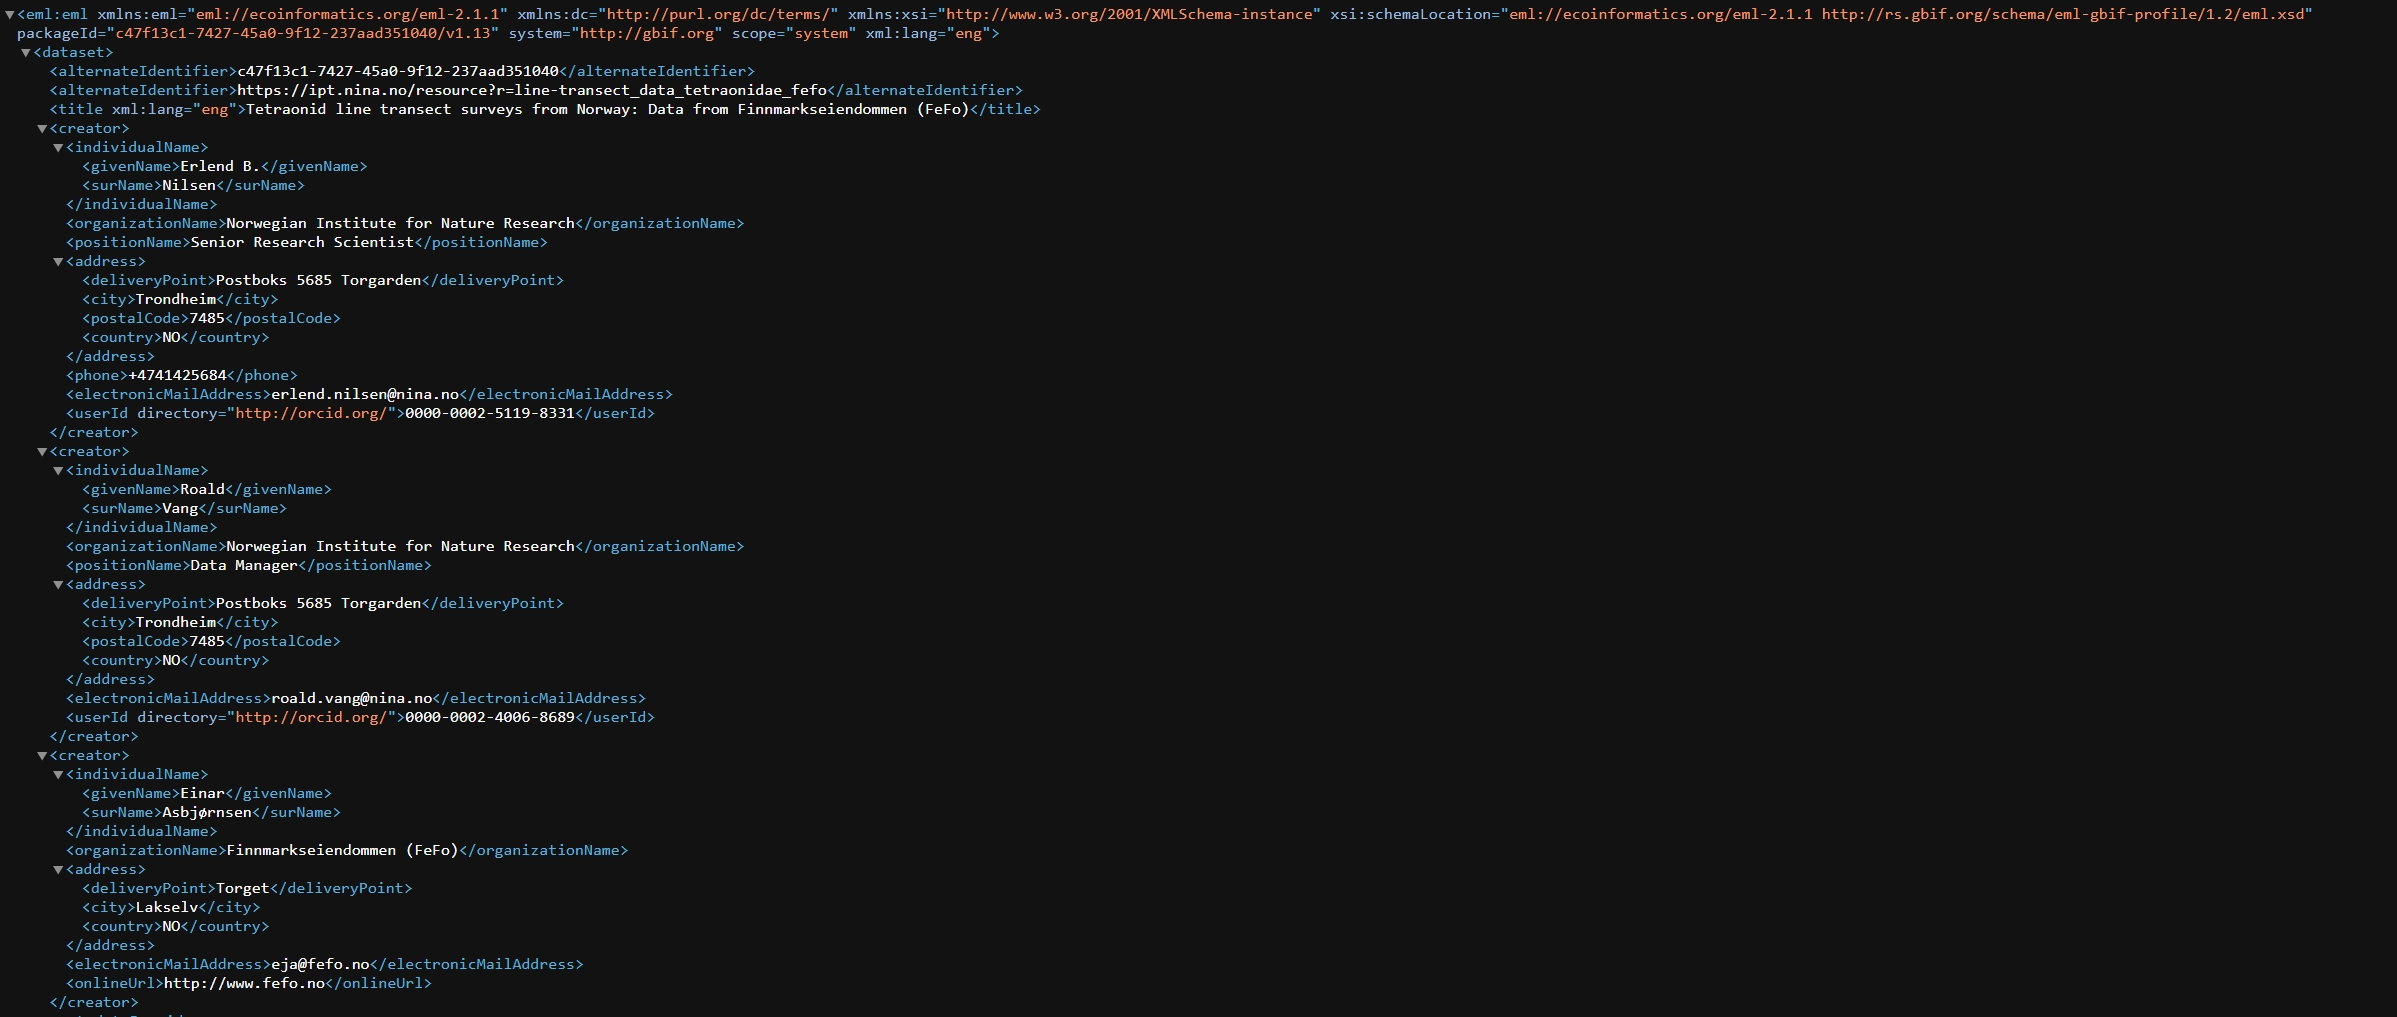 <eml:eml xmlns:eml="eml://ecoinformatics.org/eml-2.1.1" xmlns:dc="http://purl.org/dc/terms/" xmlns:xsi="http://www.w3.org/2001/XMLSchema-instance" xsi:schemaLocation="eml://ecoinformatics.org/eml-2.1.1 http://rs.gbif.org/schema/eml-gbif-profile/1.2/eml.xsd"
packageId="c47f13c1-7427-45a0-9f12-237aad351040/v1.13" system="http://gbif.org" scope="system" xml:lang="eng">
<dataset>
<alternateIdentifier>c47f13c1-7427-45a0-9f12-237aad351040</alternateIdentifier>
<alternateIdentifier>https://ipt.nina.no/resource?r=line-transect_data_tetraonidae_fefo</alternateIdentifier>
<title xml:lang="eng">Tetraonid line transect surveys from Norway: Data from Finnmarkseiendommen (FeFo)</title>
<creator>
<individualName>
<givenName>Erlend B.</givenName>
<surName>Nilsen</surName>
</individualName>
<organizationName>Norwegian Institute for Nature Research</organizationName>
<positionName>Senior Research Scientist</positionName>
<address>
<deliveryPoint>Postboks 5685 Torgarden</deliveryPoint>
<city>Trondheim</city>
<postalCode>7485</postalCode>
<country>NO</country>
</address>
<phone>+4741425684</phone>
<electronicMailAddress>erlend.nilsen@nina.no</electronicMailAddress>
<userId directory="http://orcid.org/">0000-0002-5119-8331</userId>
</creator>
<creator>
<individualName>
<givenName>Roald</givenName>
<surName>Vang</surName>
</individualName>
<organizationName>Norwegian Institute for Nature Research</organizationName>
<positionName>Data Manager</positionName>
<address>
<deliveryPoint>Postboks 5685 Torgarden</deliveryPoint>
<city>Trondheim</city>
<postalCode>7485</postalCode>
<country>NO</country>
</address>
<electronicMailAddress>roald.vang@nina.no</electronicMailAddress>
<userId directory="http://orcid.org/">0000-0002-4006-8689</userId>
</creator>
<creator>
<individualName>
<givenName>Einar</givenName>
<surName>Asbjørnsen</surName>
</individualName>
<organizationName>Finnmarkseiendommen (FeFo)</organizationName>
<address>
<deliveryPoint>Torget</deliveryPoint>
<city>Lakselv</city>
<country>NO</country>
</address>
<electronicMailAddress>eja@fefo.no</electronicMailAddress>
<onlineUrl>http://www.fefo.no</onlineUrl>
</creator>